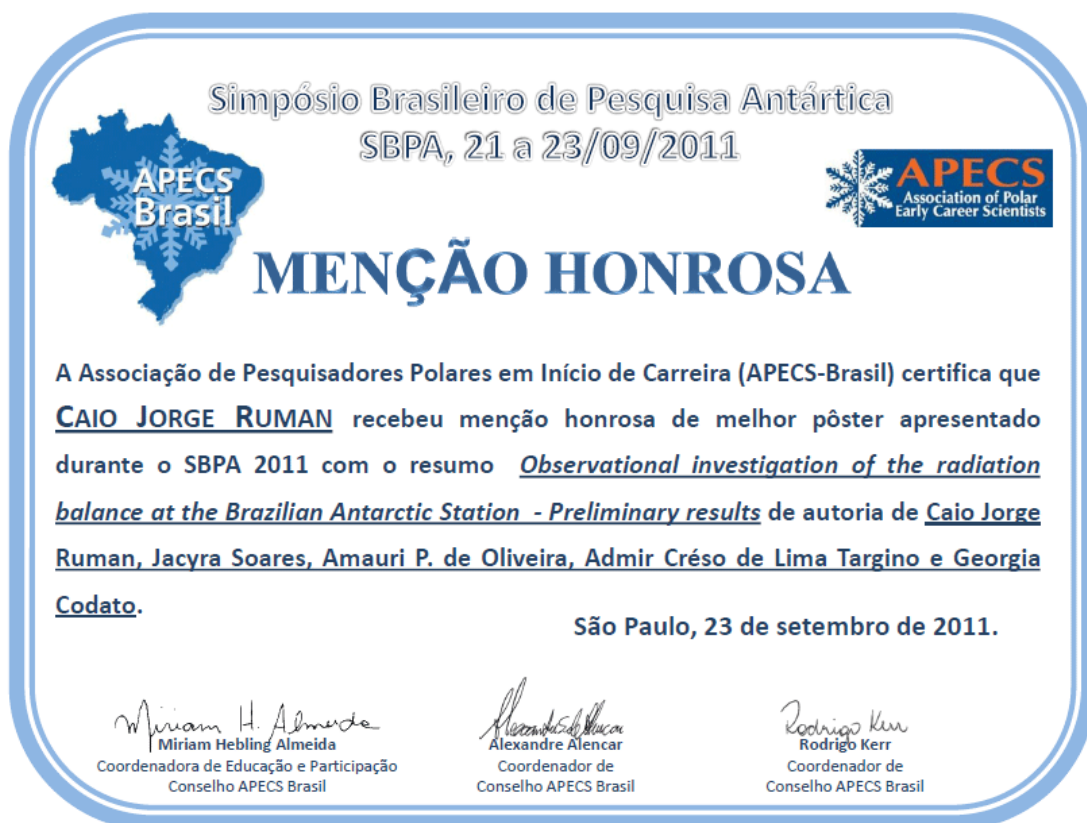 Simpósio Brasileiro de Pesquisa Antártica
SBPA, 21 a 23/09/2011
APECS
Brasil
APECS
Association of Polar
Early Career Scientists
MENÇÃO HONROSA
A Associação de Pesquisadores Polares em Início de Carreira (APECS-Brasil) certifica que
CAIO JORGE RUMAN recebeu menção honrosa de melhor pôster apresentado
durante o SBPA 2011 com o resumo Observational investigation of the radiation
balance at the Brazilian Antarctic Station - Preliminary results de autoria de Caio Jorge
Ruman, Jacyra Soares, Amauri P. de Oliveira, Admir Créso de Lima Targino e Georgia
Codato.
São Paulo, 23 de setembro de 2011.
Miriam H. Almeida
Miriam Hebling Almeida
Coordenadora de Educação e Participação
Conselho APECS Brasil
Alexandre Alencar
Coordenador de
Conselho APECS Brasil
Rodrigo Kerr
Rodrigo Kerr
Coordenador de
Conselho APECS Brasil